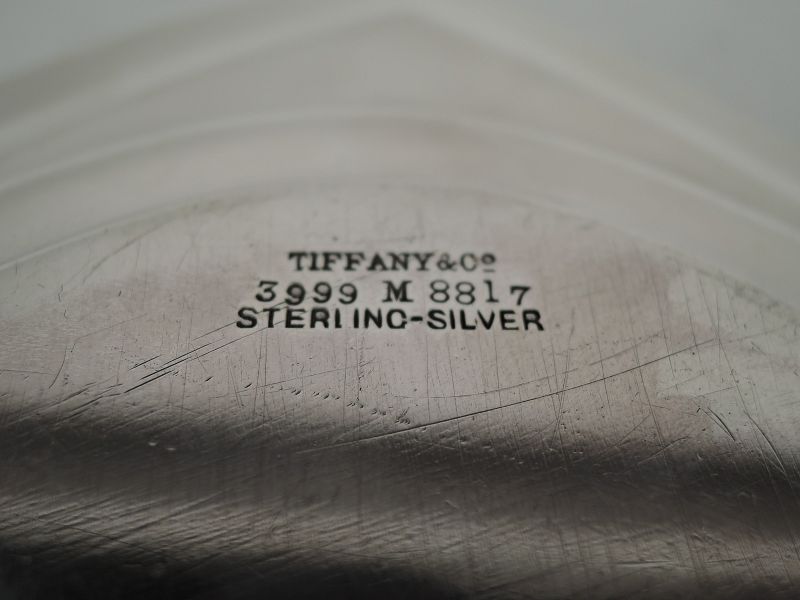 TIFFANY&Cº
3999 M 8817
STERLING-SILVER